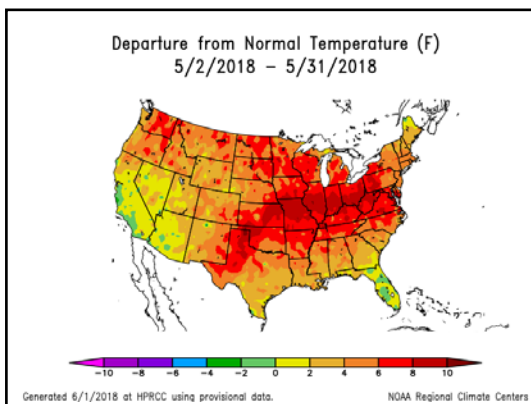 Departure from Normal Temperature (F)
5/2/2018 – 5/31/2018
-10 -8 -6 -4 -2 0 2 4 6 8 10
Generated 6/1/2018 at HPRCC using provisional data. NOAA Regional Climate Centers